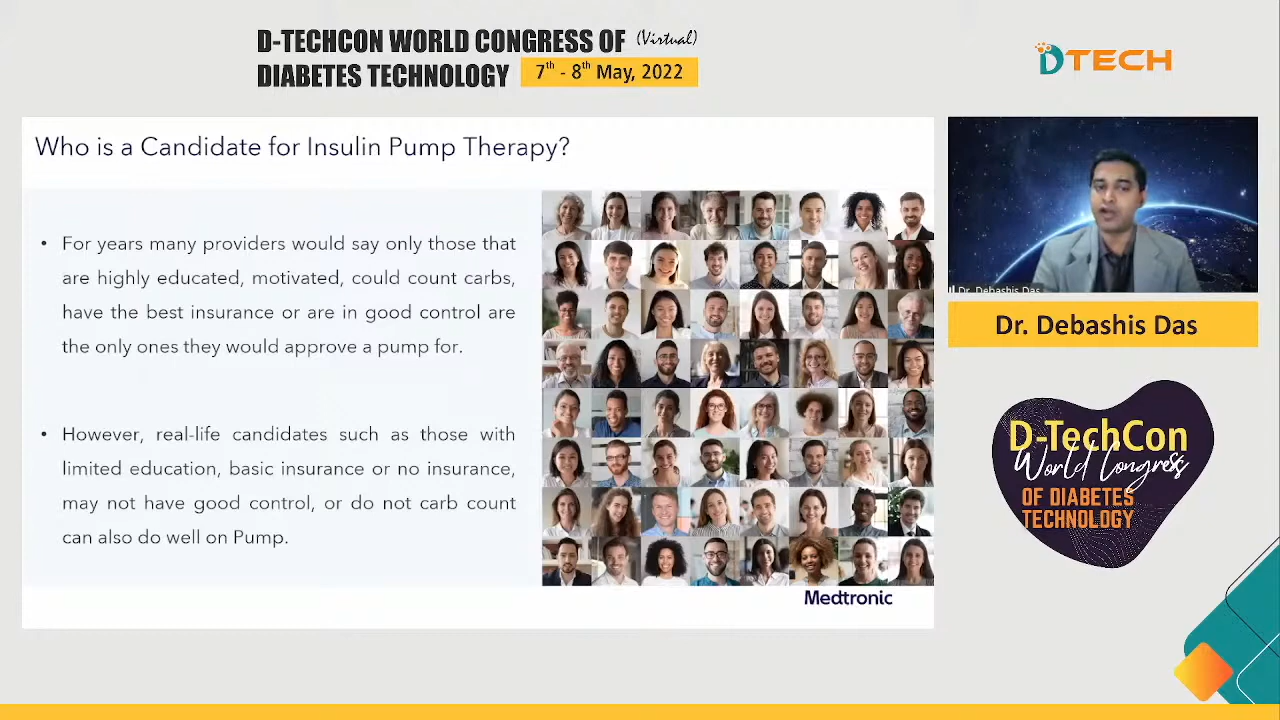 D-TECHCON WORLD CONGRESS OF (Virtual)
DIABETES TECHNOLOGY 7th - 8th May, 2022
DTECH
Who is a Candidate for Insulin Pump Therapy?
• For years many providers would say only those that
are highly educated, motivated, could count carbs,
have the best insurance or are in good control are
the only ones they would approve a pump for.
• However, real-life candidates such as those with
limited education, basic insurance or no insurance,
may not have good control, or do not carb count
can also do well on Pump.
Medtronic
Dr. Debashis Das
Dr. Debashis Das
D-TechCon
World Congress
OF DIABETES
TECHNOLOGY